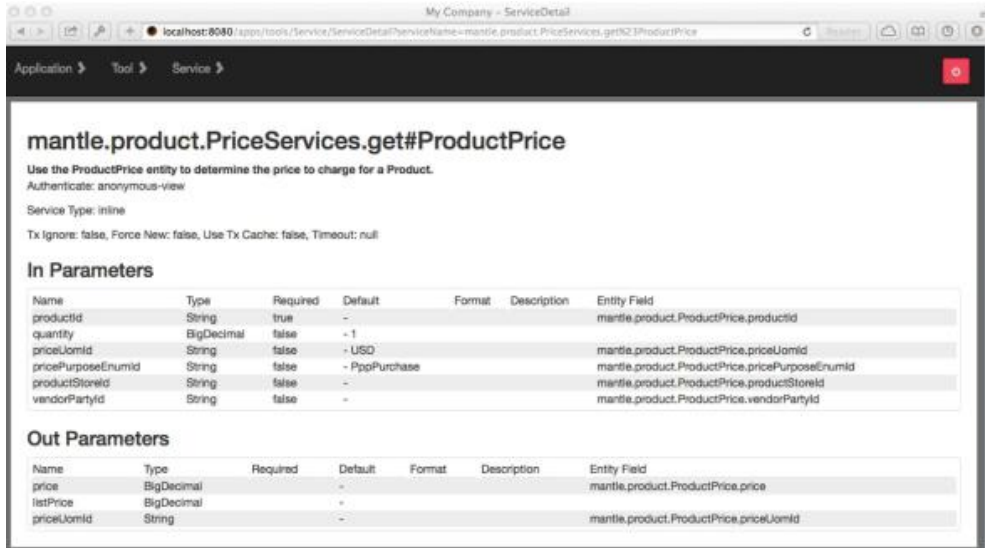 My Company - ServiceDetail
localhost:8080/apps/tools/Service/ServiceDetail?serviceName=mantle.product.PriceServices.get%23ProductPrice
Reader
Application Tool Service
mantle.product.PriceServices.get#ProductPrice
Use the ProductPrice entity to determine the price to charge for a Product.
Authenticate: anonymous-view
Service Type: inline
Tx Ignore: false, Force New: false, Use Tx Cache: false, Timeout: null
In Parameters
Name Type Required Default Format Description Entity Field
productId String true - mantle.product.ProductPrice.productId
quantity BigDecimal false - 1
priceUomId String false - USD mantle.product.ProductPrice.priceUomId
pricePurposeEnumId String false - PppPurchase mantle.product.ProductPrice.pricePurposeEnumId
productStoreId String false - mantle.product.ProductPrice.productStoreId
vendorPartyId String false - mantle.product.ProductPrice.vendorPartyId
Out Parameters
Name Type Required Default Format Description Entity Field
price BigDecimal - mantle.product.ProductPrice.price
listPrice BigDecimal -
priceUomId String - mantle.product.ProductPrice.priceUomId